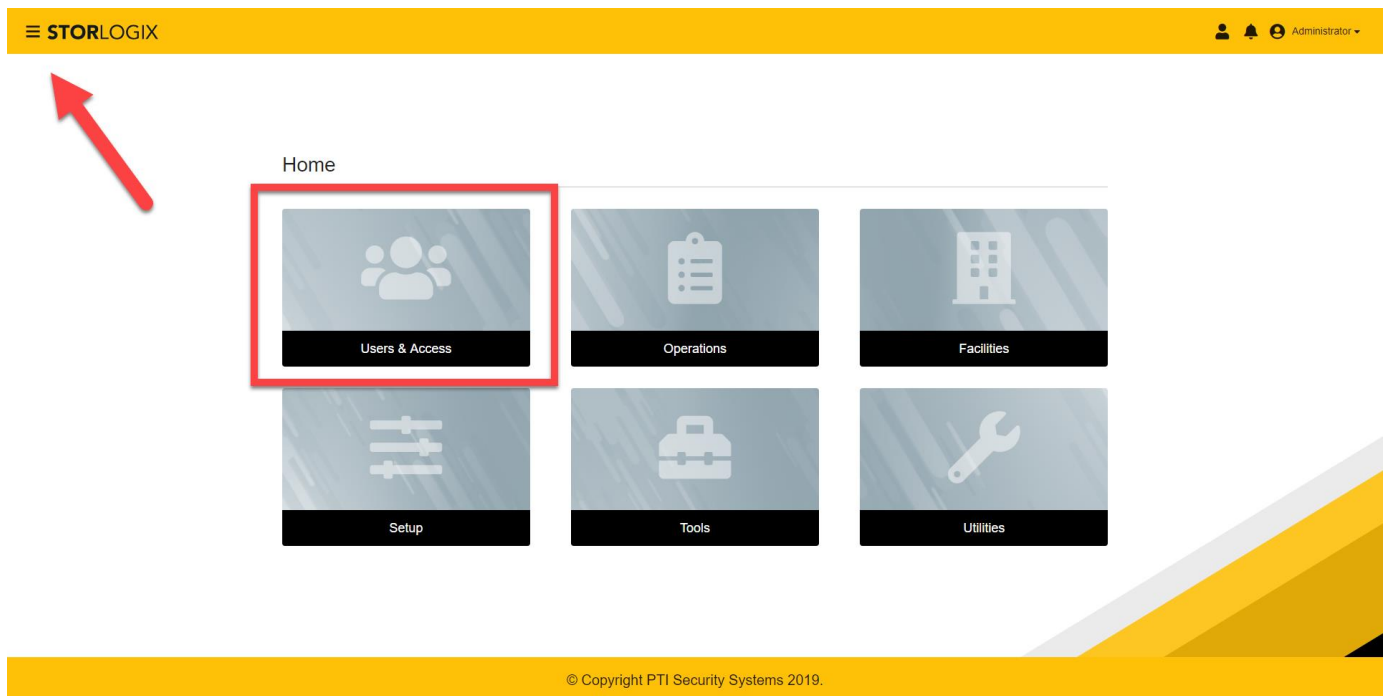 STORLOGIX
Administrator
Home
Users & Access
Operations
Facilities
Setup
Tools
Utilities
© Copyright PTI Security Systems 2019.